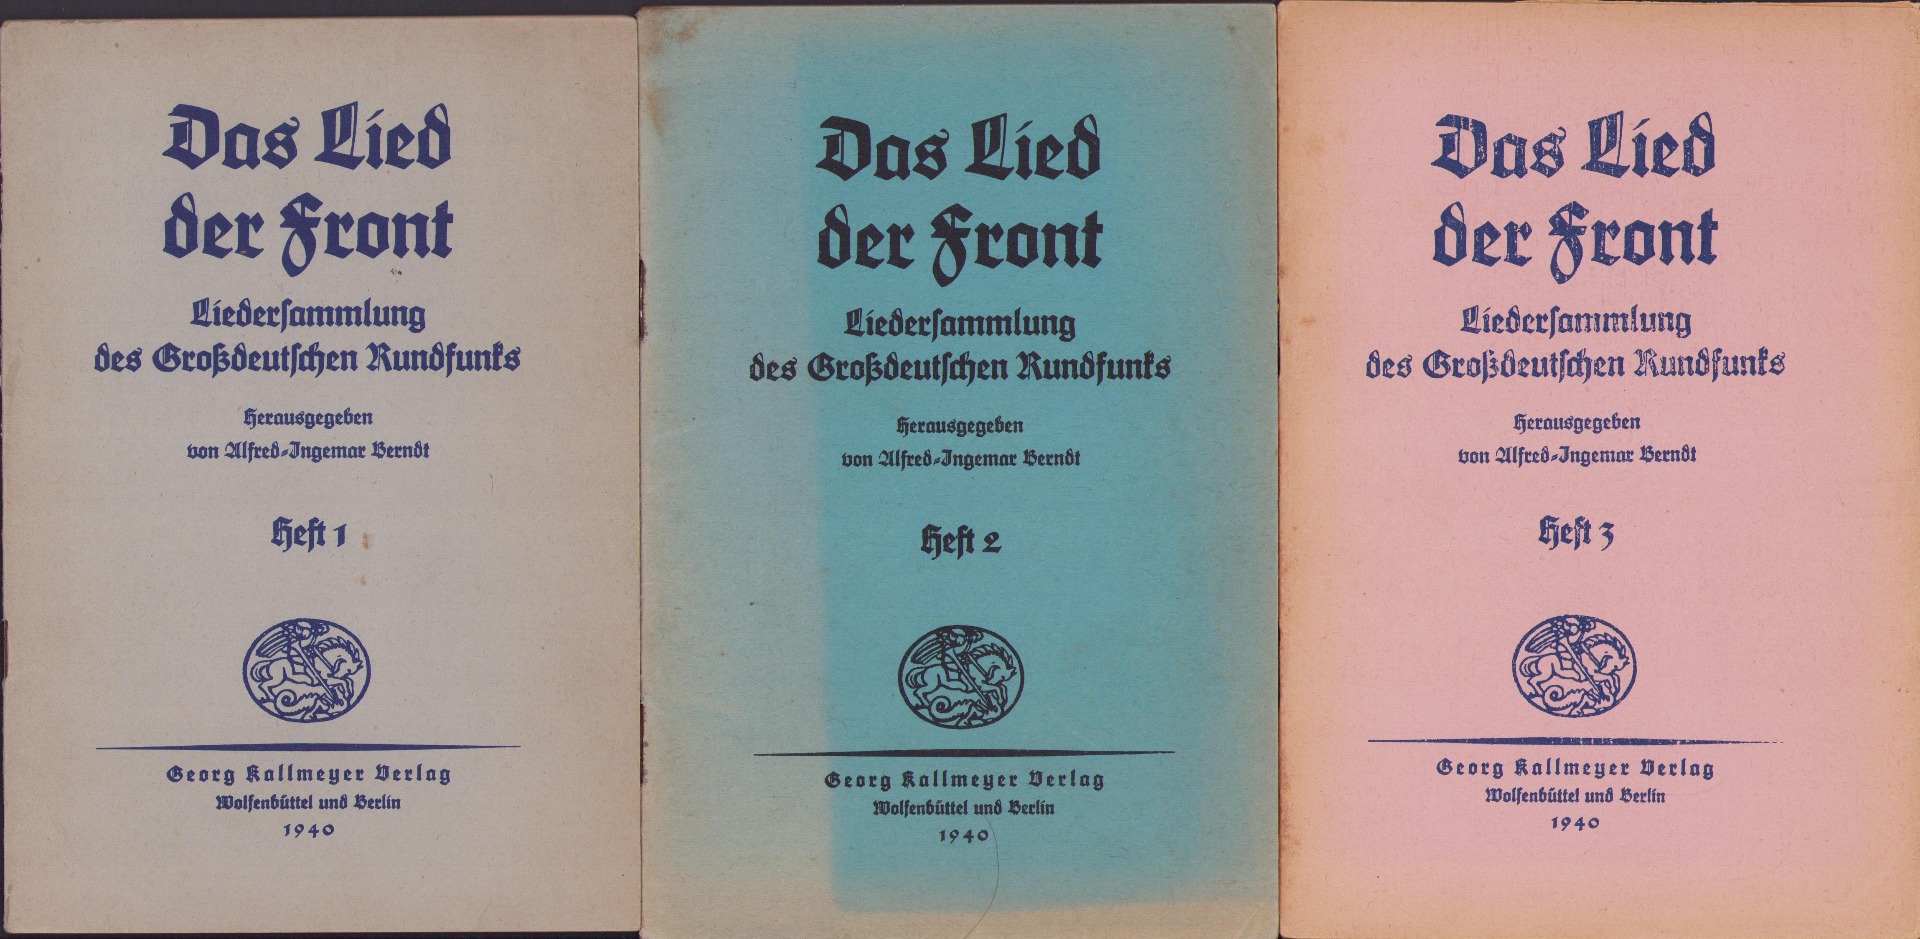 Das Lied
der Front
Liedersammlung
des Großdeutschen Rundfunks
Herausgegeben
von Alfred-Ingemar Berndt
Heft 1
Georg Kallmeyer Verlag
Wolfenbüttel und Berlin
1940
Das Lied
der Front
Liedersammlung
des Großdeutschen Rundfunks
Herausgegeben
von Alfred-Ingemar Berndt
Heft 2
Georg Kallmeyer Verlag
Wolfenbüttel und Berlin
1940
Das Lied
der Front
Liedersammlung
des Großdeutschen Rundfunks
Herausgegeben
von Alfred-Ingemar Berndt
Heft 3
Georg Kallmeyer Verlag
Wolfenbüttel und Berlin
1940